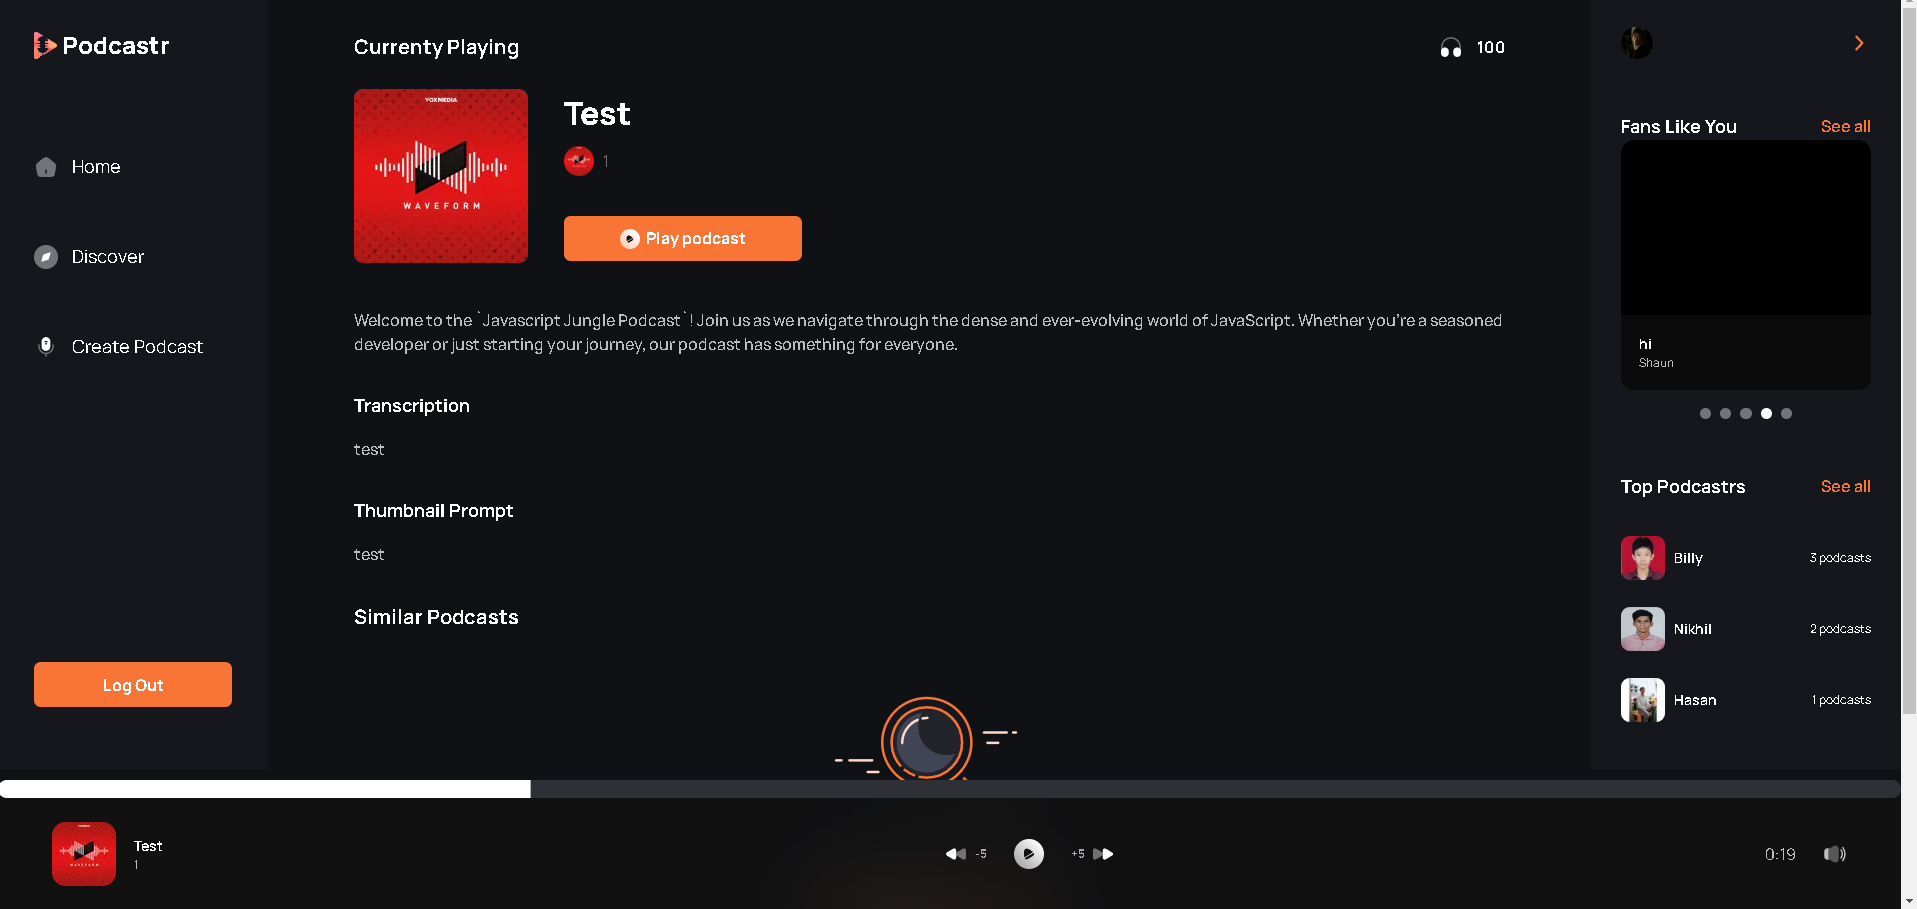 Podcastr
Home
Discover
Create Podcast
Log Out
Currenty Playing
100
VOXMEDIA
WAVEFORM
Test
1
Play podcast
Welcome to the `Javascript Jungle Podcast`! Join us as we navigate through the dense and ever-evolving world of JavaScript. Whether you're a seasoned
developer or just starting your journey, our podcast has something for everyone.
Transcription
test
Thumbnail Prompt
test
Similar Podcasts
Fans Like You
See all
hi
Shaun
Top Podcastrs
See all
Billy
3 podcasts
Nikhil
2 podcasts
Hasan
1 podcasts
Test
1
-5
+5
0:19